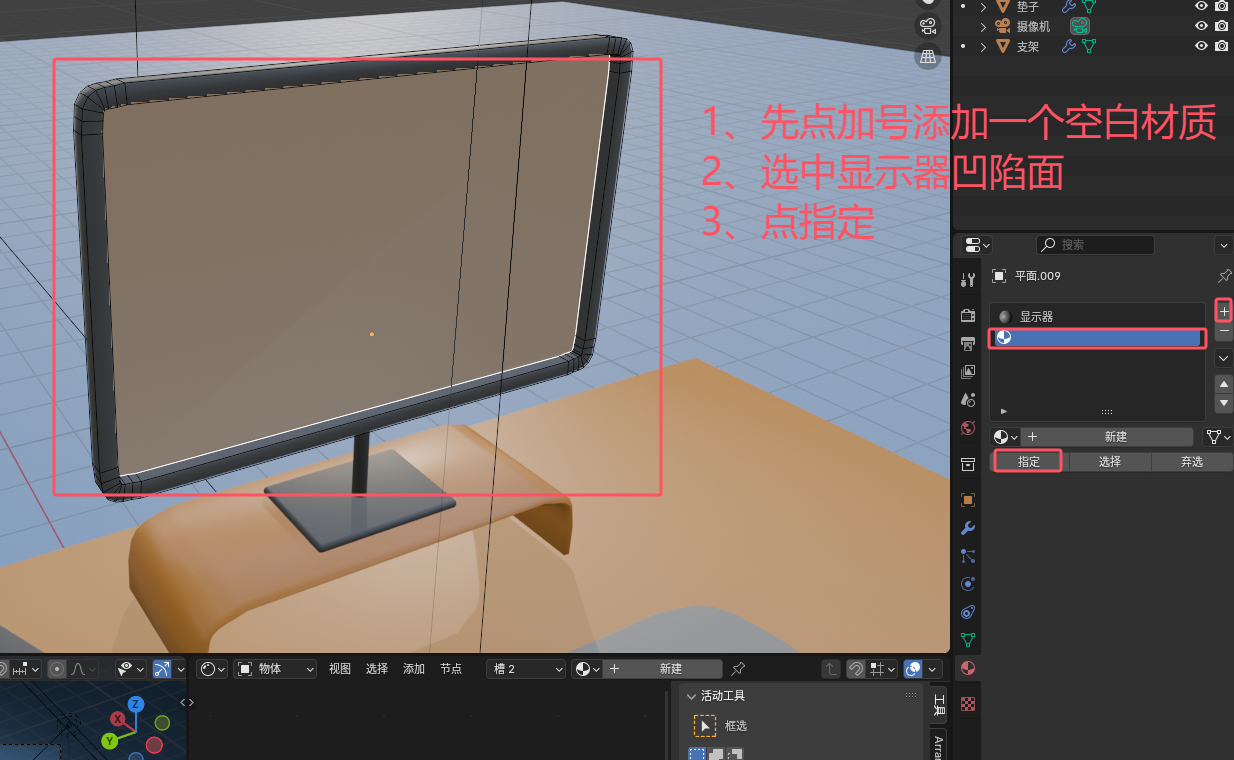 垫子
摄像机
支架
1、先点加号添加一个空白材质
2、选中显示器凹陷面
3、点指定
搜索
平面.009
显示器
新建
指定 选择 弃选
物体 视图 选择 添加 节点 槽 2 新建
活动工具
框选
工具
Z
X
Y